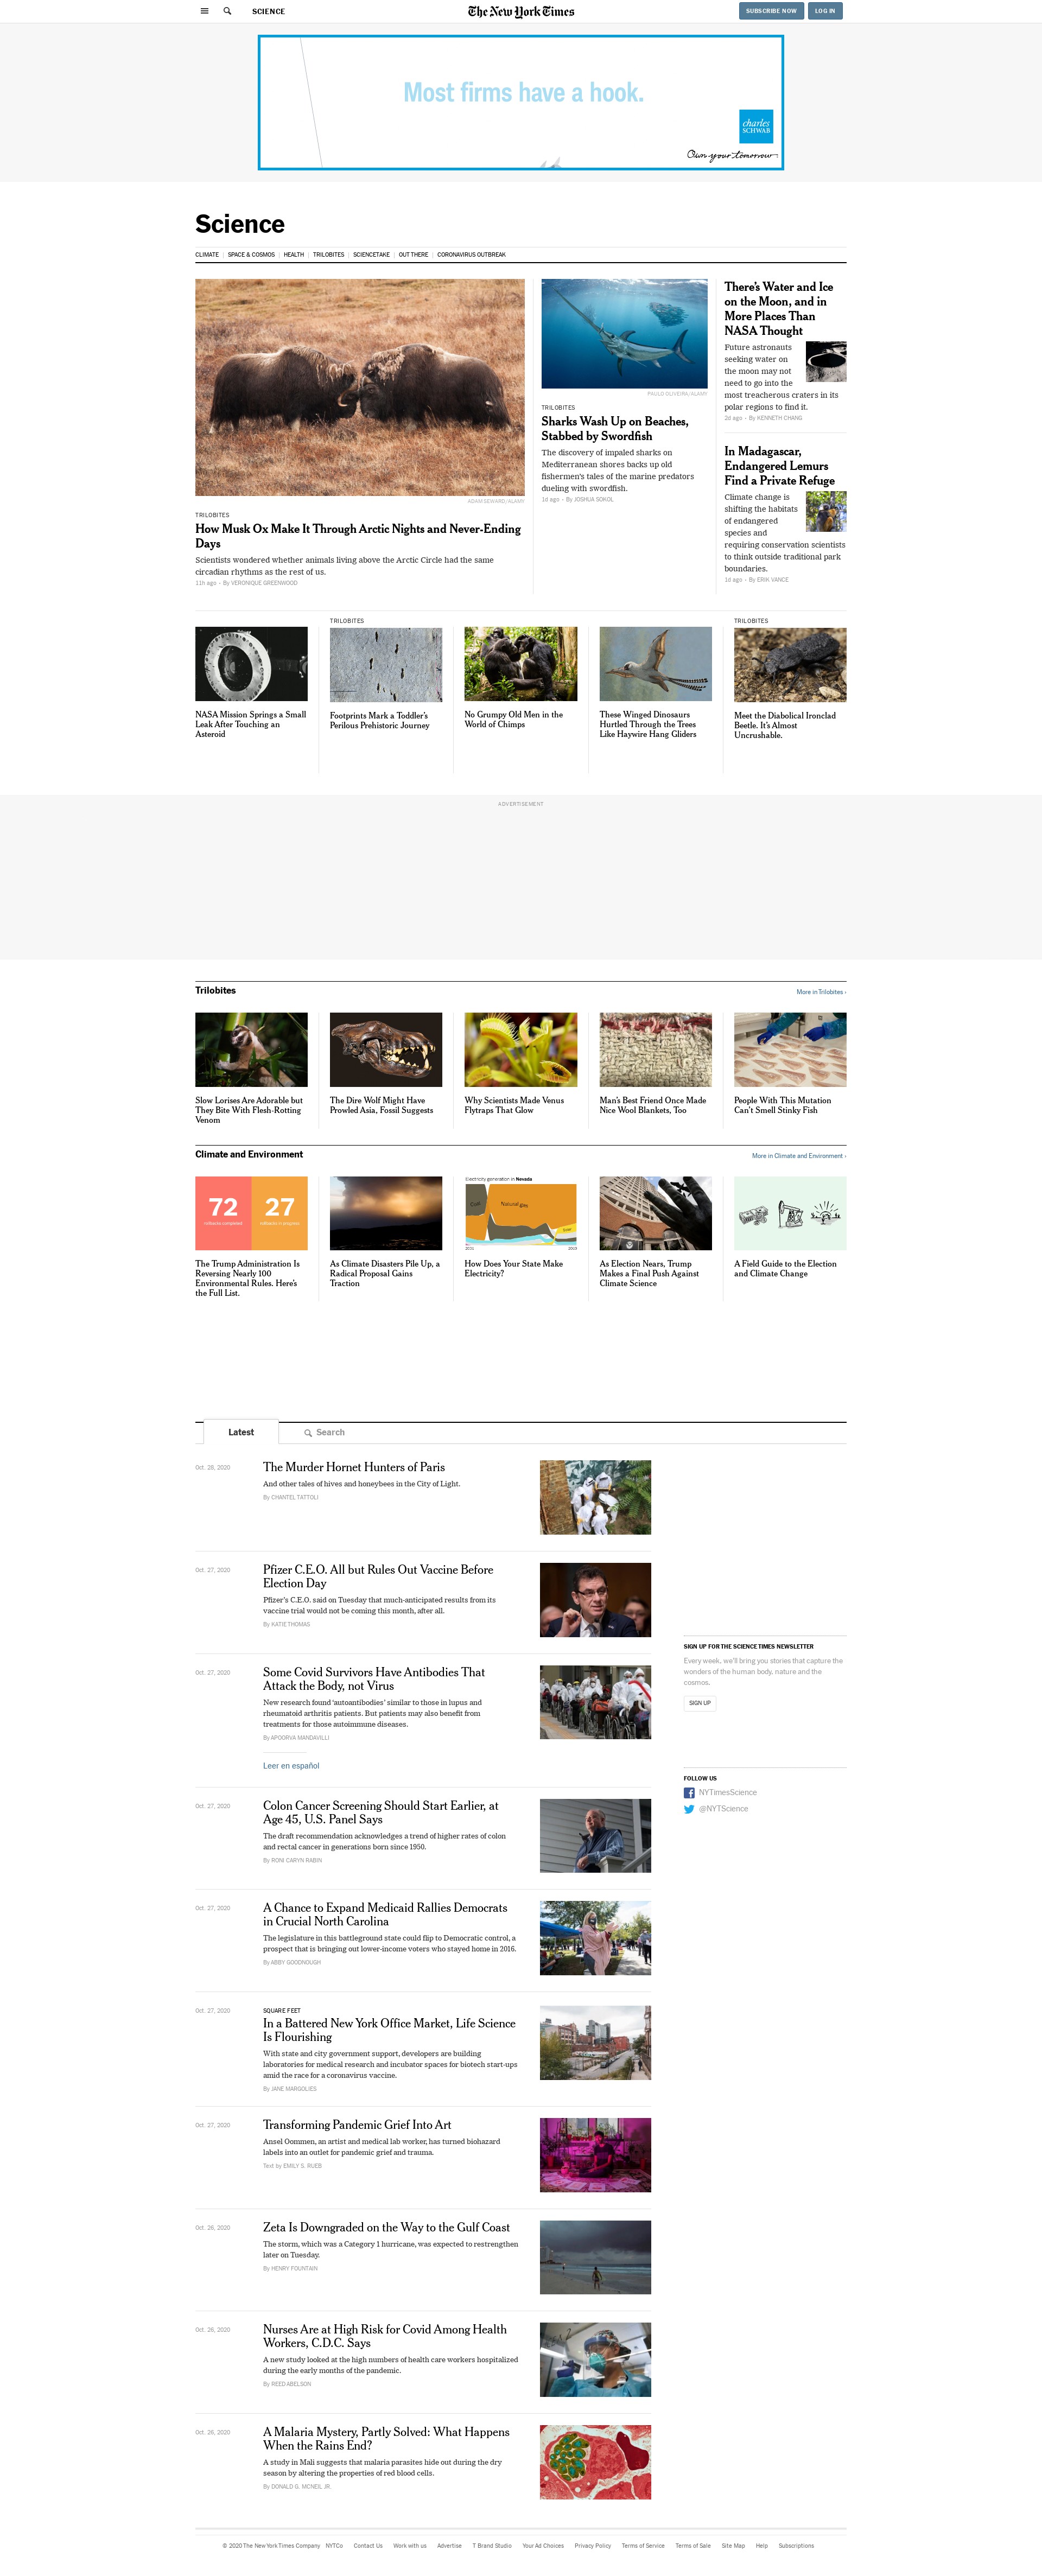 SCIENCE
The New York Times
SUBSCRIBE NOW
LOG IN
Most firms have a hook.
charles
SCHWAB
Own your tomorrow
Science
CLIMATE
SPACE & COSMOS
HEALTH
TRILOBITES
SCIENCETAKE
OUT THERE
CORONAVIRUS OUTBREAK
ADAM SEWARD/ALAMY
TRILOBITES
How Musk Ox Make It Through Arctic Nights and Never-Ending
Days
Scientists wondered whether animals living above the Arctic Circle had the same
circadian rhythms as the rest of us.
11h ago · By VERONIQUE GREENWOOD
PAULO OLIVEIRA/ALAMY
TRILOBITES
Sharks Wash Up on Beaches,
Stabbed by Swordfish
The discovery of impaled sharks on
Mediterranean shores backs up old
fishermen's tales of the marine predators
dueling with swordfish.
1d ago · By JOSHUA SOKOL
There's Water and Ice
on the Moon, and in
More Places Than
NASA Thought
Future astronauts
seeking water on
the moon may not
need to go into the
most treacherous craters in its
polar regions to find it.
2d ago · By KENNETH CHANG
In Madagascar,
Endangered Lemurs
Find a Private Refuge
Climate change is
shifting the habitats
of endangered
species and
requiring conservation scientists
to think outside traditional park
boundaries.
1d ago · By ERIK VANCE
NASA Mission Springs a Small
Leak After Touching an
Asteroid
TRILOBITES
Footprints Mark a Toddler's
Perilous Prehistoric Journey
No Grumpy Old Men in the
World of Chimps
These Winged Dinosaurs
Hurtled Through the Trees
Like Haywire Hang Gliders
TRILOBITES
Meet the Diabolical Ironclad
Beetle. It's Almost
Uncrushable.
ADVERTISEMENT
Trilobites
More in Trilobites ›
Slow Lorises Are Adorable but
They Bite With Flesh-Rotting
Venom
The Dire Wolf Might Have
Prowled Asia, Fossil Suggests
Why Scientists Made Venus
Flytraps That Glow
Man's Best Friend Once Made
Nice Wool Blankets, Too
People With This Mutation
Can't Smell Stinky Fish
Climate and Environment
More in Climate and Environment ›
72
rollbacks completed
27
rollbacks in progress
The Trump Administration Is
Reversing Nearly 100
Environmental Rules. Here's
the Full List.
As Climate Disasters Pile Up, a
Radical Proposal Gains
Traction
Electricity generation in Nevada
Coal
Natural gas
Solar
2001
How Does Your State Make
Electricity?
As Election Nears, Trump
Makes a Final Push Against
Climate Science
A Field Guide to the Election
and Climate Change
Latest
Search
Oct. 28, 2020
The Murder Hornet Hunters of Paris
And other tales of hives and honeybees in the City of Light.
By CHANTEL TATTOLI
Oct. 27, 2020
Pfizer C.E.O. All but Rules Out Vaccine Before
Election Day
Pfizer's C.E.O. said on Tuesday that much-anticipated results from its
vaccine trial would not be coming this month, after all.
By KATIE THOMAS
Oct. 27, 2020
Some Covid Survivors Have Antibodies That
Attack the Body, not Virus
New research found 'autoantibodies' similar to those in lupus and
rheumatoid arthritis patients. But patients may also benefit from
treatments for those autoimmune diseases.
By APOORVA MANDAVILLI
Leer en español
SIGN UP FOR THE SCIENCE TIMES NEWSLETTER
Every week, we'll bring you stories that capture the
wonders of the human body, nature and the
cosmos.
SIGN UP
FOLLOW US
NYTimesScience
@NYTScience
Oct. 27, 2020
Colon Cancer Screening Should Start Earlier, at
Age 45, U.S. Panel Says
The draft recommendation acknowledges a trend of higher rates of colon
and rectal cancer in generations born since 1950.
By RONI CARYN RABIN
Oct. 27, 2020
A Chance to Expand Medicaid Rallies Democrats
in Crucial North Carolina
The legislature in this battleground state could flip to Democratic control, a
prospect that is bringing out lower-income voters who stayed home in 2016.
By ABBY GOODNOUGH
Oct. 27, 2020
SQUARE FEET
In a Battered New York Office Market, Life Science
Is Flourishing
With state and city government support, developers are building
laboratories for medical research and incubator spaces for biotech start-ups
amid the race for a coronavirus vaccine.
By JANE MARGOLIES
Oct. 27, 2020
Transforming Pandemic Grief Into Art
Ansel Oommen, an artist and medical lab worker, has turned biohazard
labels into an outlet for pandemic grief and trauma.
Text by EMILY S. RUEB
Oct. 26, 2020
Zeta Is Downgraded on the Way to the Gulf Coast
The storm, which was a Category 1 hurricane, was expected to restrengthen
later on Tuesday.
By HENRY FOUNTAIN
Oct. 26, 2020
Nurses Are at High Risk for Covid Among Health
Workers, C.D.C. Says
A new study looked at the high numbers of health care workers hospitalized
during the early months of the pandemic.
By REED ABELSON
Oct. 26, 2020
A Malaria Mystery, Partly Solved: What Happens
When the Rains End?
A study in Mali suggests that malaria parasites hide out during the dry
season by altering the properties of red blood cells.
By DONALD G. MCNEIL JR.
© 2020 The New York Times Company
NYTCo
Contact Us
Work with us
Advertise
T Brand Studio
Your Ad Choices
Privacy Policy
Terms of Service
Terms of Sale
Site Map
Help
Subscriptions